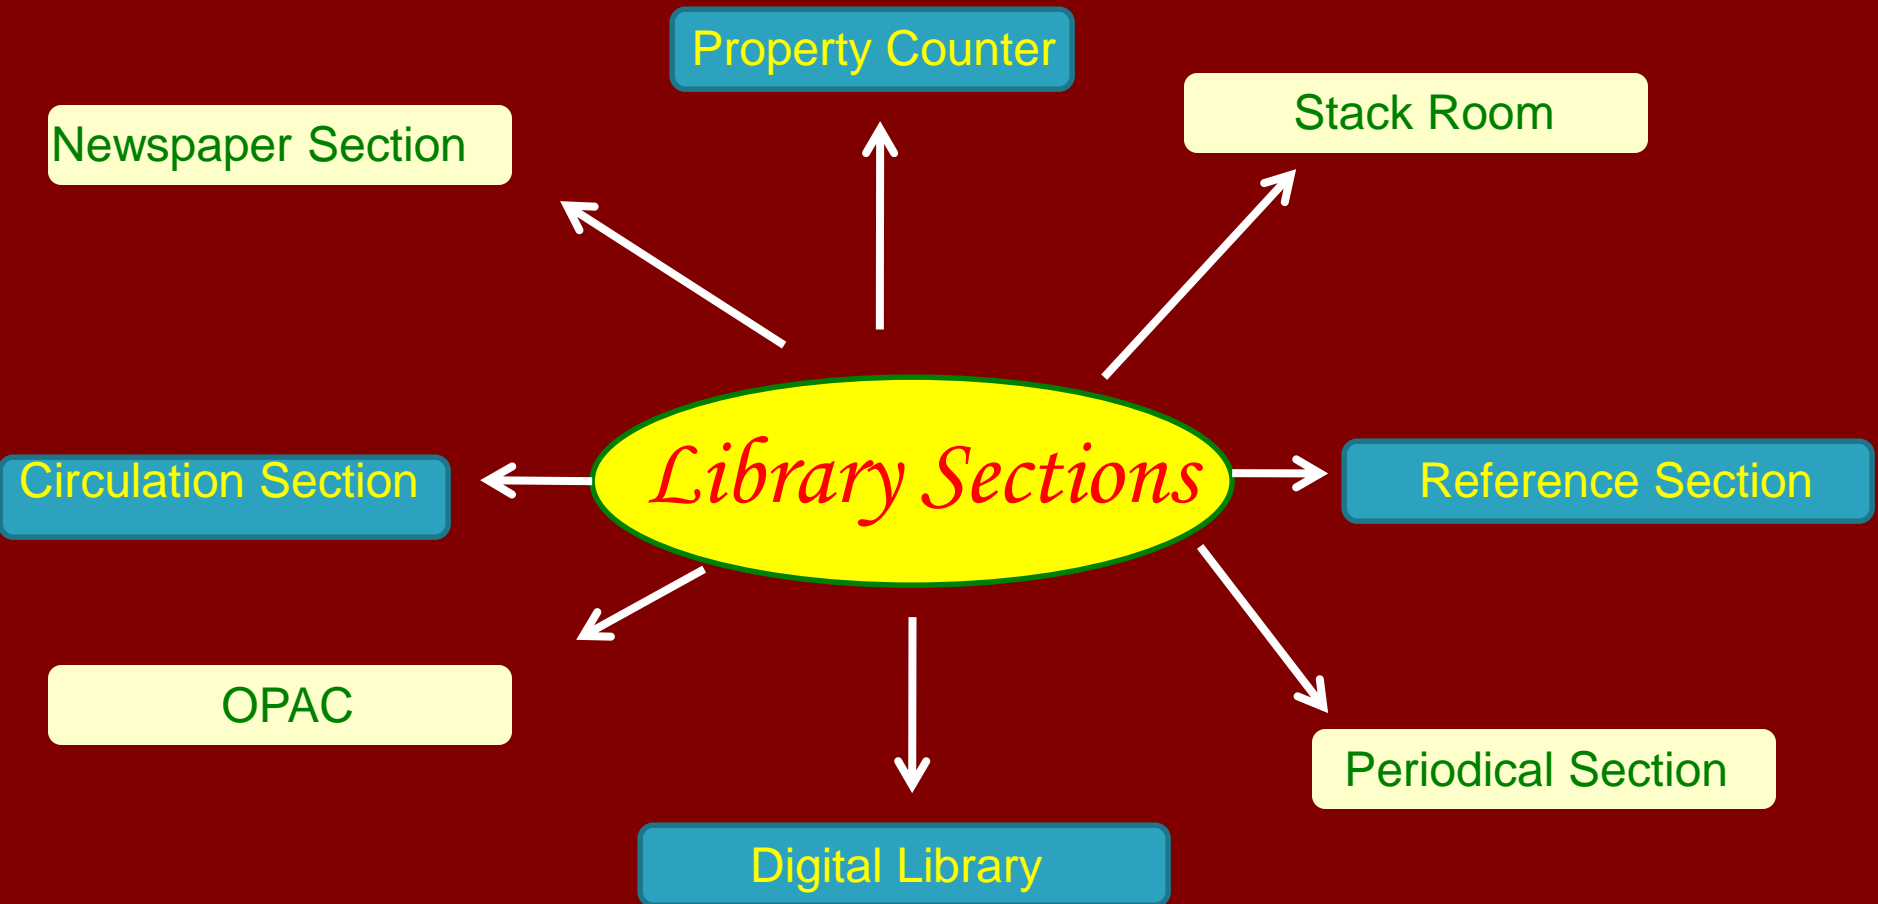 Property Counter
Stack Room
Newspaper Section
Library Sections
Circulation Section
Reference Section
OPAC
Periodical Section
Digital Library